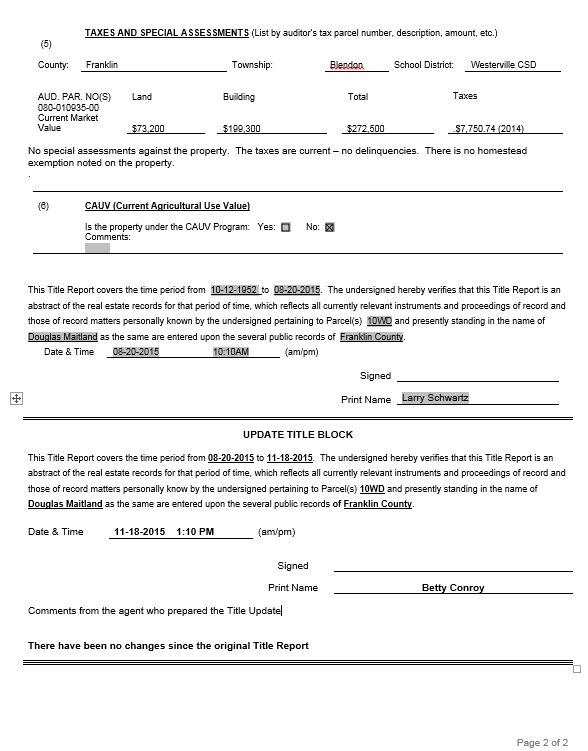 TAXES AND SPECIAL ASSESSMENTS (List by auditor's tax parcel number, description, amount, etc.)
(5)
County: Franklin Township: Blendon School District: Westerville CSD
AUD. PAR. NO(S) Land Building Total Taxes
080-010935-00
Current Market
Value $73,200 $199,300 $272,500 .$7,750.74 (2014)
No special assessments against the property. The taxes are current – no delinquencies. There is no homestead
exemption noted on the property.
.
(6) CAUV (Current Agricultural Use Value)
Is the property under the CAUV Program: Yes: ☐ No: ☒
Comments:
This Title Report covers the time period from 10-12-1952 to 08-20-2015. The undersigned hereby verifies that this Title Report is an
abstract of the real estate records for that period of time, which reflects all currently relevant instruments and proceedings of record and
those of record matters personally known by the undersigned pertaining to Parcel(s) 10WD and presently standing in the name of
Douglas Maitland as the same are entered upon the several public records of Franklin County.
Date & Time 08-20-2015 10:10AM (am/pm)
Signed
Print Name Larry Schwartz
UPDATE TITLE BLOCK
This Title Report covers the time period from 08-20-2015 to 11-18-2015. The undersigned hereby verifies that this Title Report is an
abstract of the real estate records for that period of time, which reflects all currently relevant instruments and proceedings of record and
those of record matters personally know by the undersigned pertaining to Parcel(s) 10WD and presently standing in the name of
Douglas Maitland as the same are entered upon the several public records of Franklin County.
Date & Time 11-18-2015 1:10 PM (am/pm)
Signed
Print Name Betty Conroy
Comments from the agent who prepared the Title Update
There have been no changes since the original Title Report
Page 2 of 2